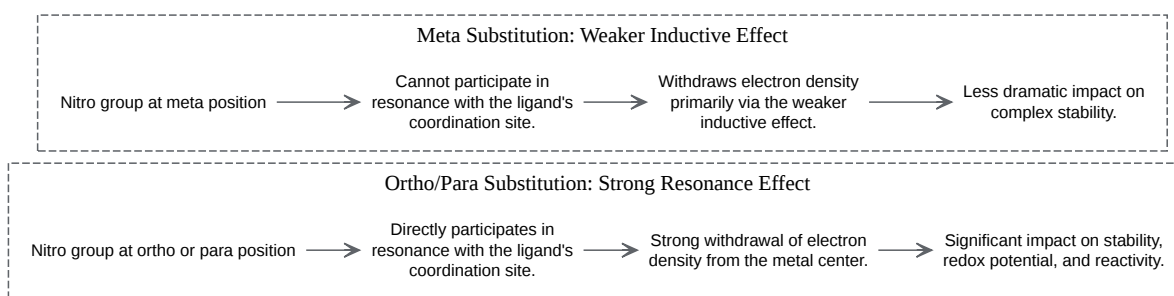 Meta Substitution: Weaker Inductive Effect
Nitro group at meta position
Cannot participate in
resonance with the ligand's
coordination site.
Withdraws electron density
primarily via the weaker
inductive effect.
Less dramatic impact on
complex stability.
Ortho/Para Substitution: Strong Resonance Effect
Nitro group at ortho or para position
Directly participates in
resonance with the ligand's
coordination site.
Strong withdrawal of electron
density from the metal center.
Significant impact on stability,
redox potential, and reactivity.